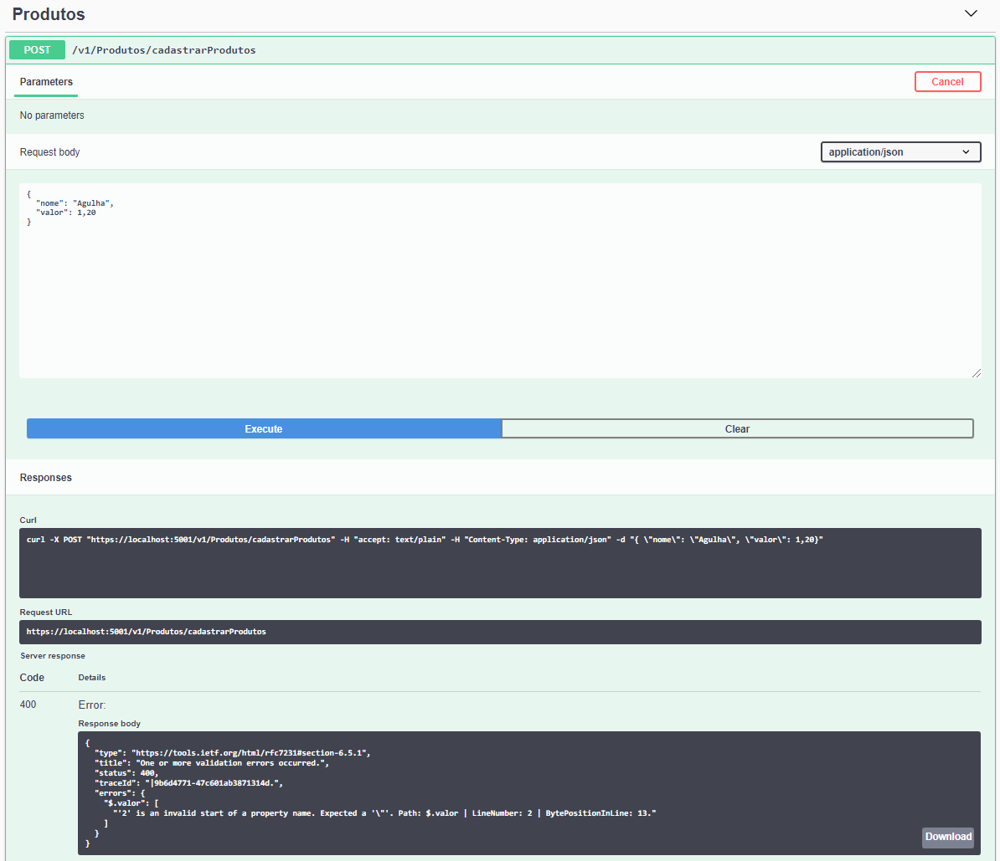 Produtos
POST /v1/Produtos/cadastrarProdutos
Parameters
Cancel
No parameters
Request body
application/json
{
  "nome": "Agulha",
  "valor": 1,20
}
Execute
Clear
Responses
Curl
curl -X POST "https://localhost:5001/v1/Produtos/cadastrarProdutos" -H "accept: text/plain" -H "Content-Type: application/json" -d "{ \"nome\": \"Agulha\", \"valor\": 1,20}"
Request URL
https://localhost:5001/v1/Produtos/cadastrarProdutos
Server response
Code Details
400 Error:
Response body
{
  "type": "https://tools.ietf.org/html/rfc7231#section-6.5.1",
  "title": "One or more validation errors occurred.",
  "status": 400,
  "traceId": "|9b6d4771-47c601ab3871314d.",
  "errors": {
    "$.valor": [
      "'2' is an invalid start of a property name. Expected a '\"'. Path: $.valor | LineNumber: 2 | BytePositionInLine: 13."
    ]
  }
}
Download